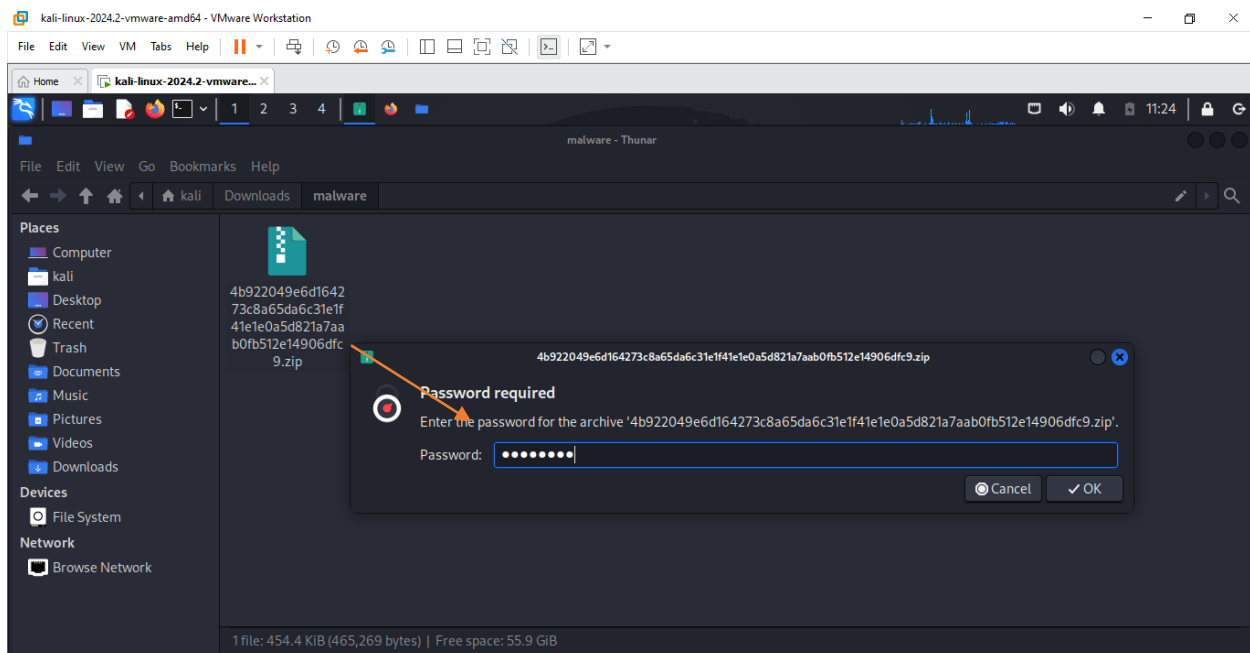 kali-linux-2024.2-vmware-amd64 - VMware Workstation
File Edit View VM Tabs Help
Home kali-linux-2024.2-vmware...
1 2 3 4 11:24
malware - Thunar
File Edit View Go Bookmarks Help
kali Downloads malware
Places
Computer
kali
Desktop
Recent
Trash
Documents
Music
Pictures
Videos
Downloads
Devices
File System
Network
Browse Network
4b922049e6d1642
73c8a65da6c31e1f
41e1e0a5d821a7aa
b0fb512e14906dfc
9.zip
4b922049e6d164273c8a65da6c31e1f41e1e0a5d821a7aab0fb512e14906dfc9.zip
Password required
Enter the password for the archive '4b922049e6d164273c8a65da6c31e1f41e1e0a5d821a7aab0fb512e14906dfc9.zip'.
Password: ●●●●●●●●
Cancel OK
1 file: 454.4 KiB (465,269 bytes) | Free space: 55.9 GiB